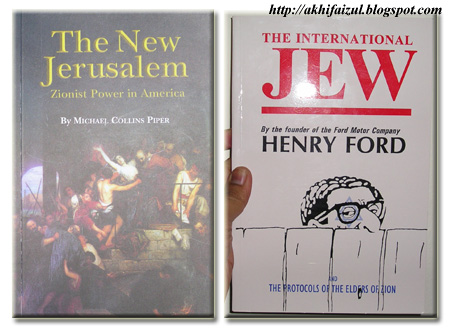 http://akhifaizul.blogspot.com
The New
Jerusalem
Zionist Power in America
By Michael Collins Piper
THE INTERNATIONAL
JEW
By the founder of the Ford Motor Company
HENRY FORD
AND
THE PROTOCOLS OF THE ELDERS OF ZION